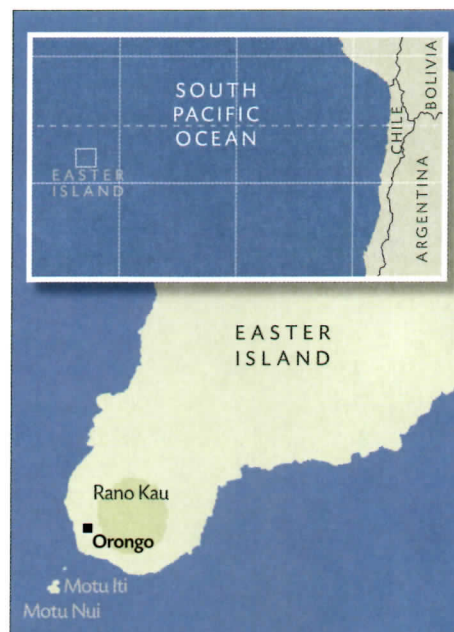 SOUTH
PACIFIC
OCEAN
EASTER
ISLAND
CHILE
BOLIVIA
ARGENTINA
EASTER
ISLAND
Rano Kau
Orongo
Motu Iti
Motu Nui